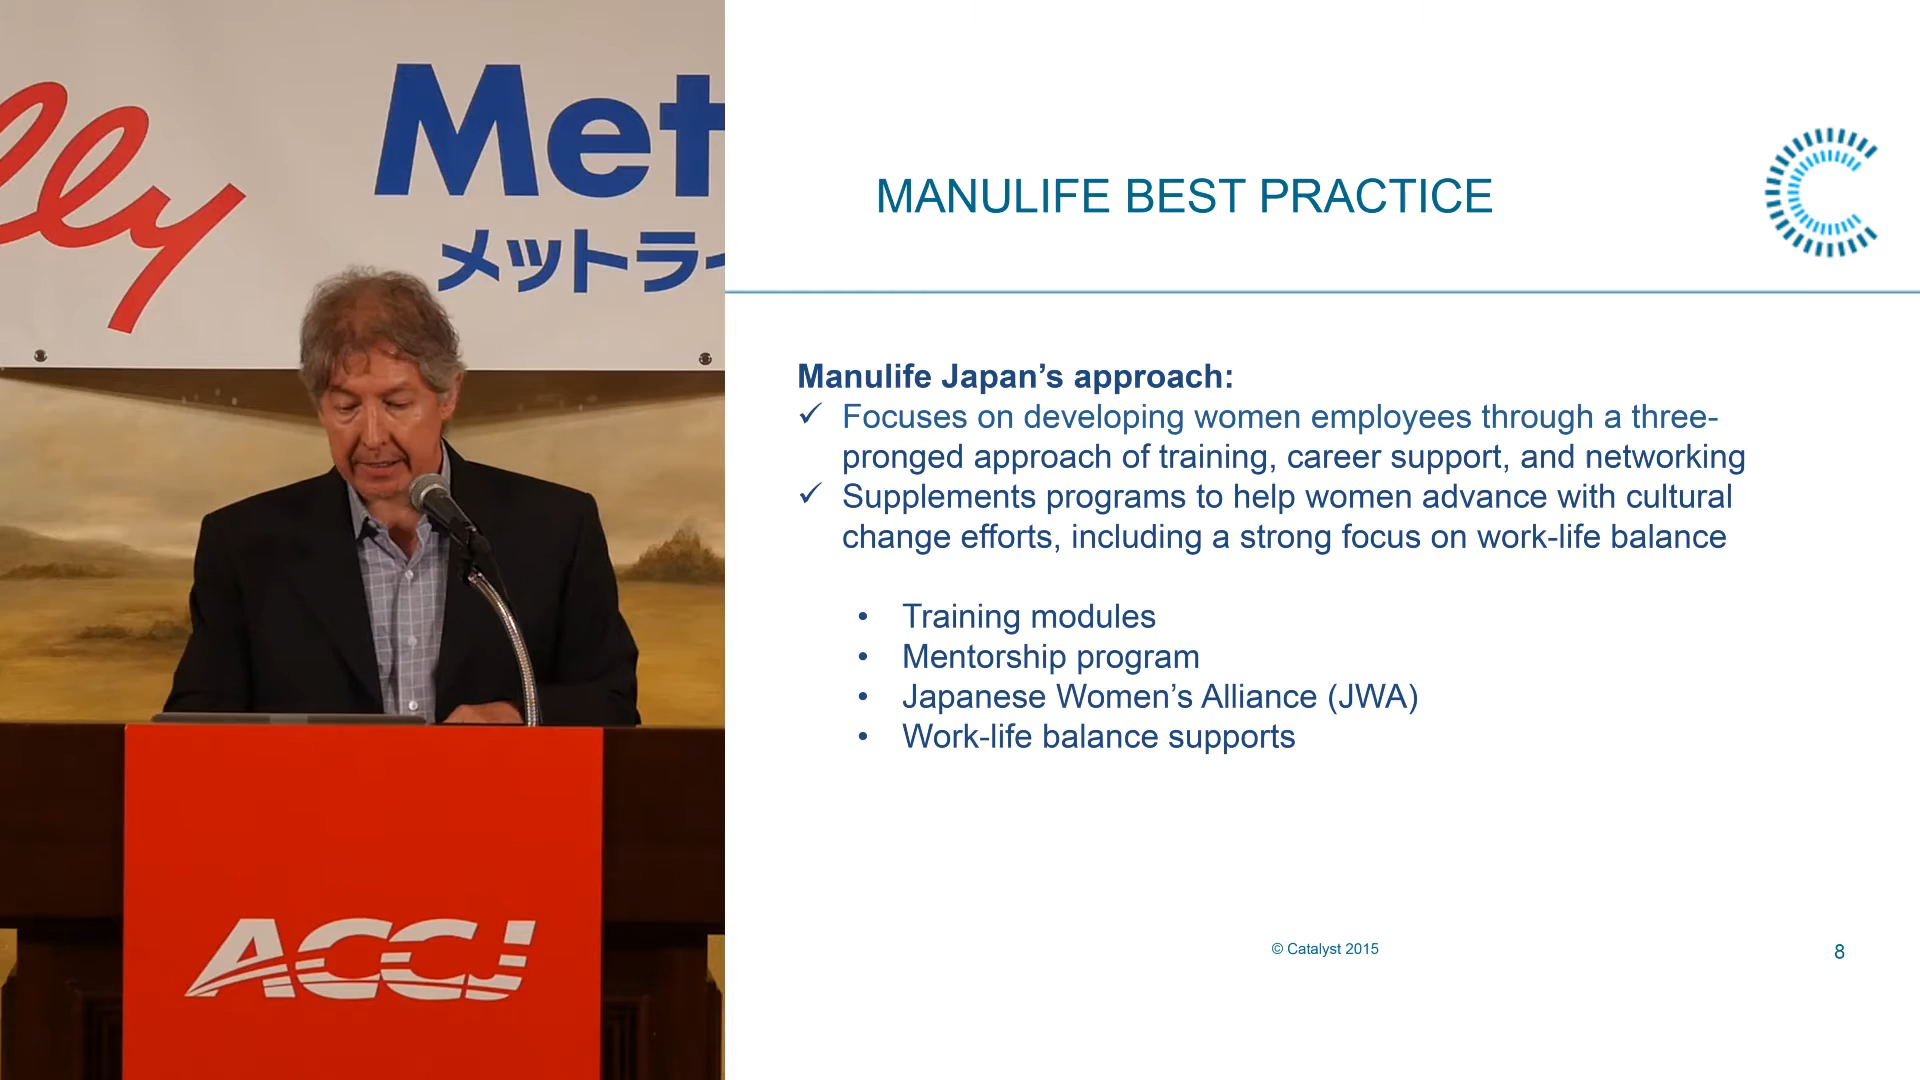 lly
Met
メットラ
ACCJ
MANULIFE BEST PRACTICE
Manulife Japan’s approach:
✓ Focuses on developing women employees through a three-
pronged approach of training, career support, and networking
✓ Supplements programs to help women advance with cultural
change efforts, including a strong focus on work-life balance
• Training modules
• Mentorship program
• Japanese Women’s Alliance (JWA)
• Work-life balance supports
© Catalyst 2015
8